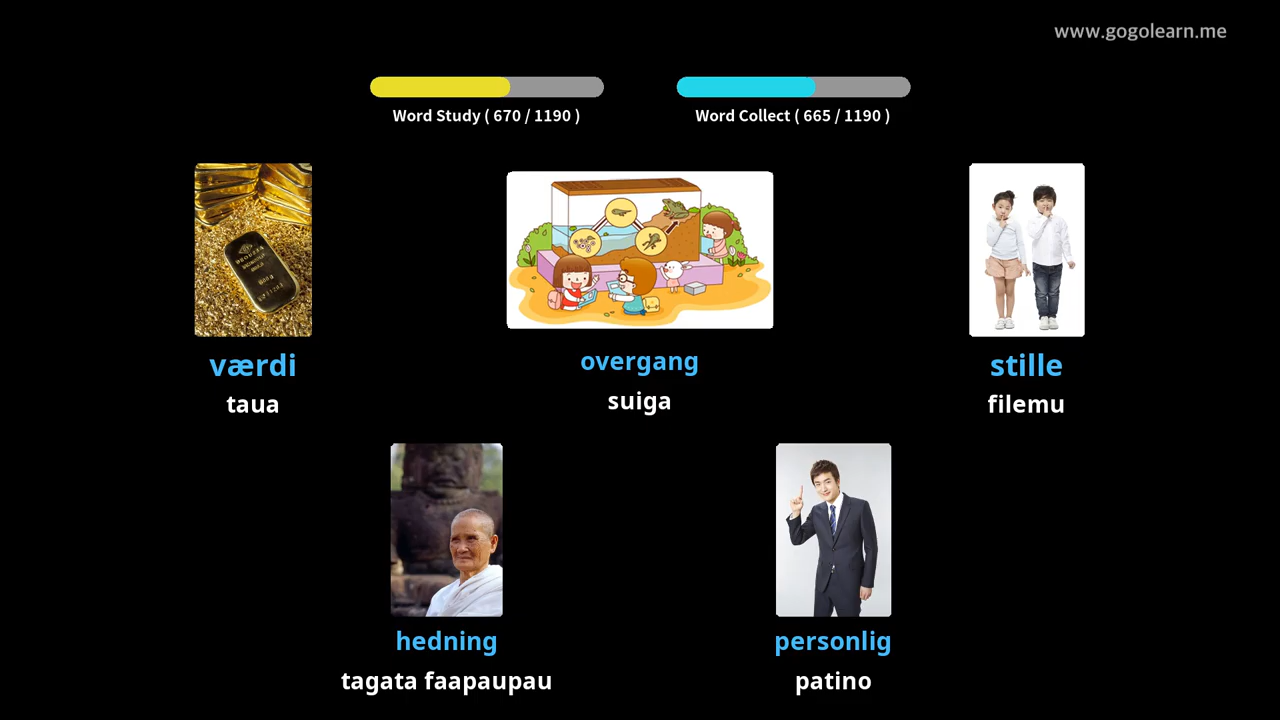 www.gogolearn.me
Word Study ( 670 / 1190 )
Word Collect ( 665 / 1190 )
værdi
taua
overgang
suiga
stille
filemu
hedning
tagata faapaupau
personlig
patino